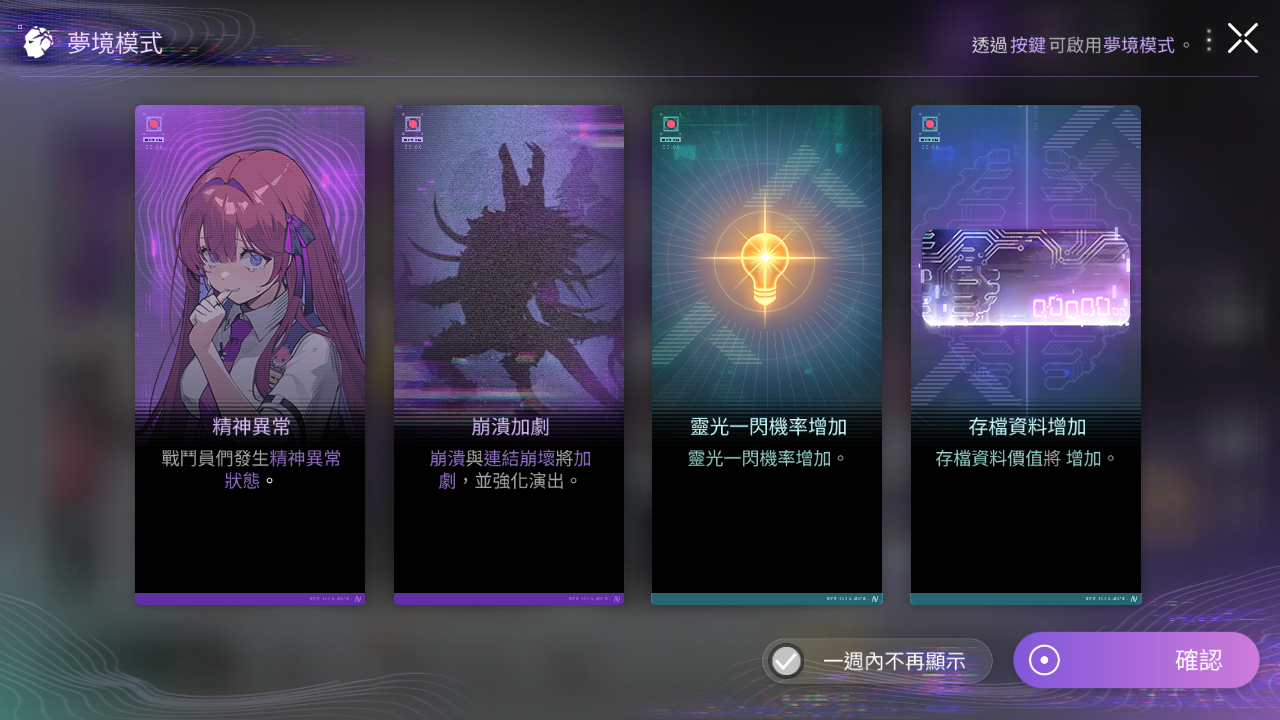 夢境模式
透過 按鍵 可啟用夢境模式。
精神異常
戰鬥員們發生精神異常
狀態。
崩潰加劇
崩潰與連結崩壞將加
劇，並強化演出。
靈光一閃機率增加
靈光一閃機率增加。
存檔資料增加
存檔資料價值將 增加。
一週內不再顯示
確認